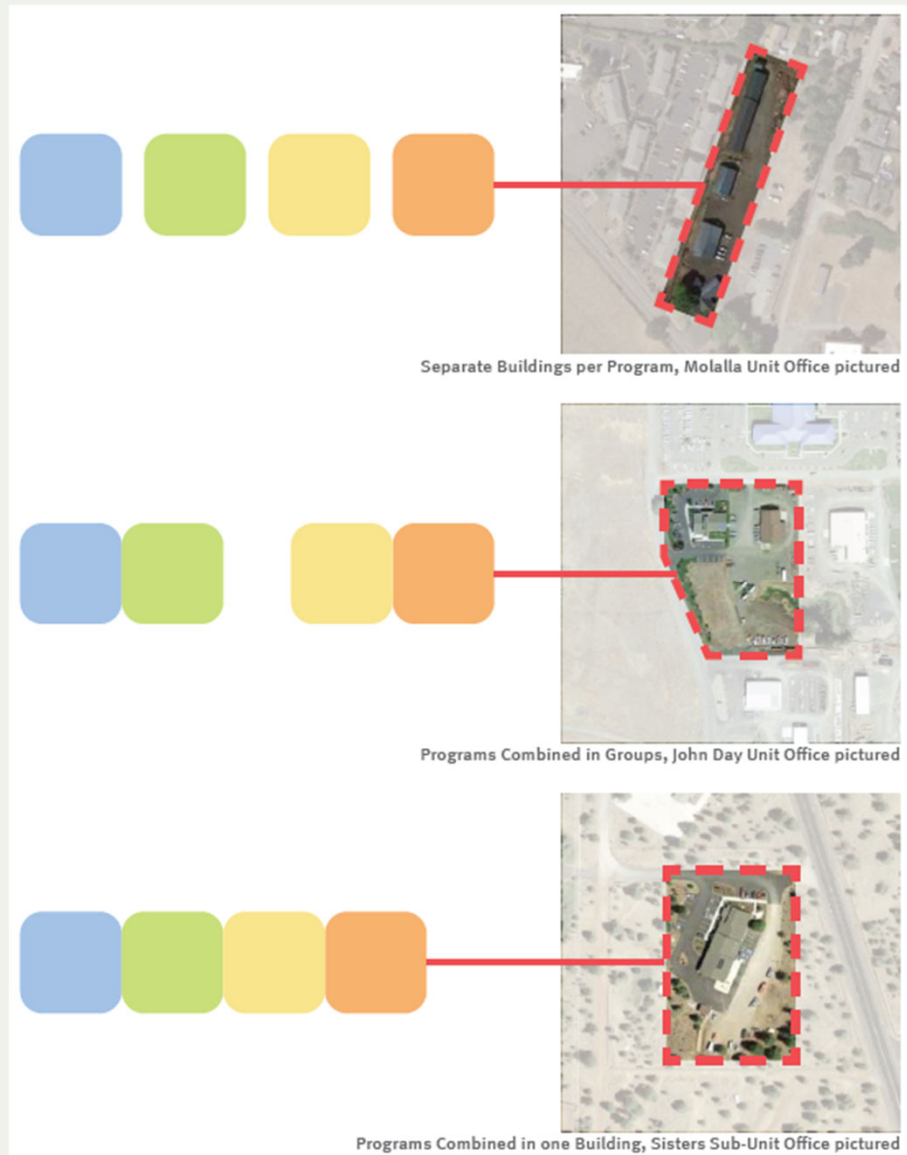 Separate Buildings per Program, Molalla Unit Office pictured
Programs Combined in Groups, John Day Unit Office pictured
Programs Combined in one Building, Sisters Sub-Unit Office pictured